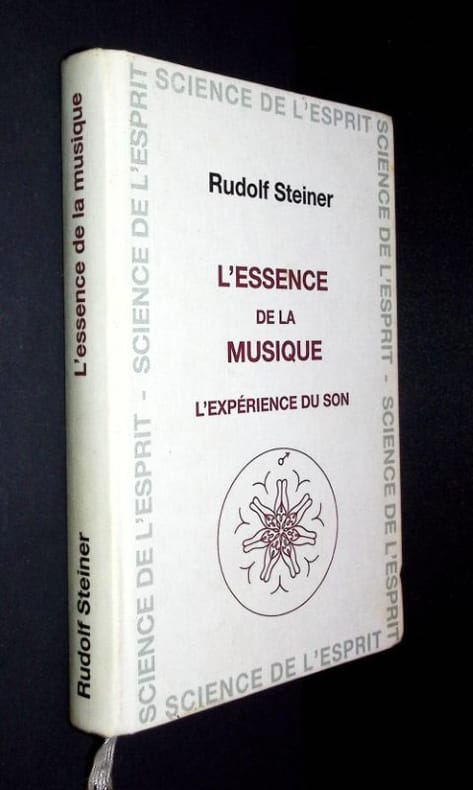 SCIENCE DE L'ESPRIT
Rudolf Steiner
L'ESSENCE
DE LA
MUSIQUE
L'EXPÉRIENCE DU SON
SCIENCE DE L'ESPRIT - SCIENCE DE L'ESPRIT
SCIENCE DE L'ESPRIT - SCIENCE DE L'ESPRIT
SCIENCE DE L'ESPRIT
Rudolf Steiner
L'essence de la musique